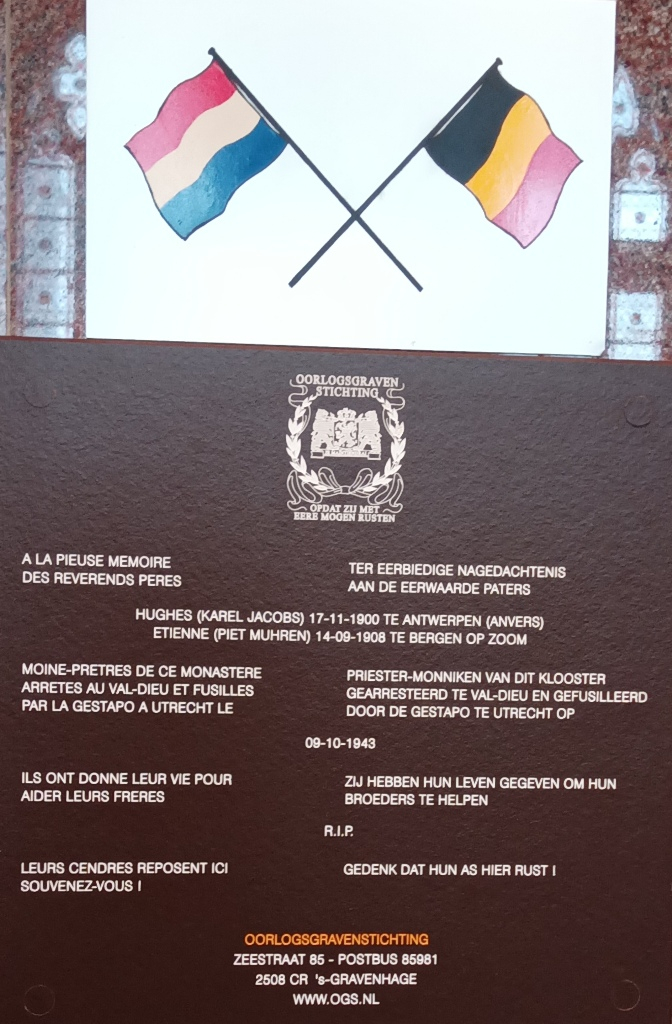 OORLOGSGRAVEN
STICHTING
OPDAT ZIJ MET
EERE MOGEN RUSTEN
A LA PIEUSE MEMOIRE
DES REVERENDS PERES
TER EERBIEDIGE NAGEDACHTENIS
AAN DE EERWAARDE PATERS
HUGHES (KAREL JACOBS) 17-11-1900 TE ANTWERPEN (ANVERS)
ETIENNE (PIET MUHREN) 14-09-1908 TE BERGEN OP ZOOM
MOINE-PRETRES DE CE MONASTERE
ARRETES AU VAL-DIEU ET FUSILLES
PAR LA GESTAPO A UTRECHT LE
PRIESTER-MONNIKEN VAN DIT KLOOSTER
GEARRESTEERD TE VAL-DIEU EN GEFUSILLEERD
DOOR DE GESTAPO TE UTRECHT OP
09-10-1943
ILS ONT DONNE LEUR VIE POUR
AIDER LEURS FRERES
ZIJ HEBBEN HUN LEVEN GEGEVEN OM HUN
BROEDERS TE HELPEN
R.I.P.
LEURS CENDRES REPOSENT ICI
SOUVENEZ-VOUS !
GEDENK DAT HUN AS HIER RUST !
OORLOGSGRAVENSTICHTING
ZEESTRAAT 85 - POSTBUS 85981
2508 CR 's-GRAVENHAGE
WWW.OGS.NL